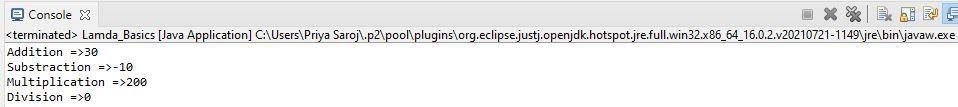 Console
<terminated> Lamda_Basics [Java Application] C:\Users\Priya Saroj\.p2\pool\plugins\org.eclipse.justj.openjdk.hotspot.jre.full.win32.x86_64_16.0.2.v20210721-1149\jre\bin\javaw.exe
Addition =>30
Substraction =>-10
Multiplication =>200
Division =>0